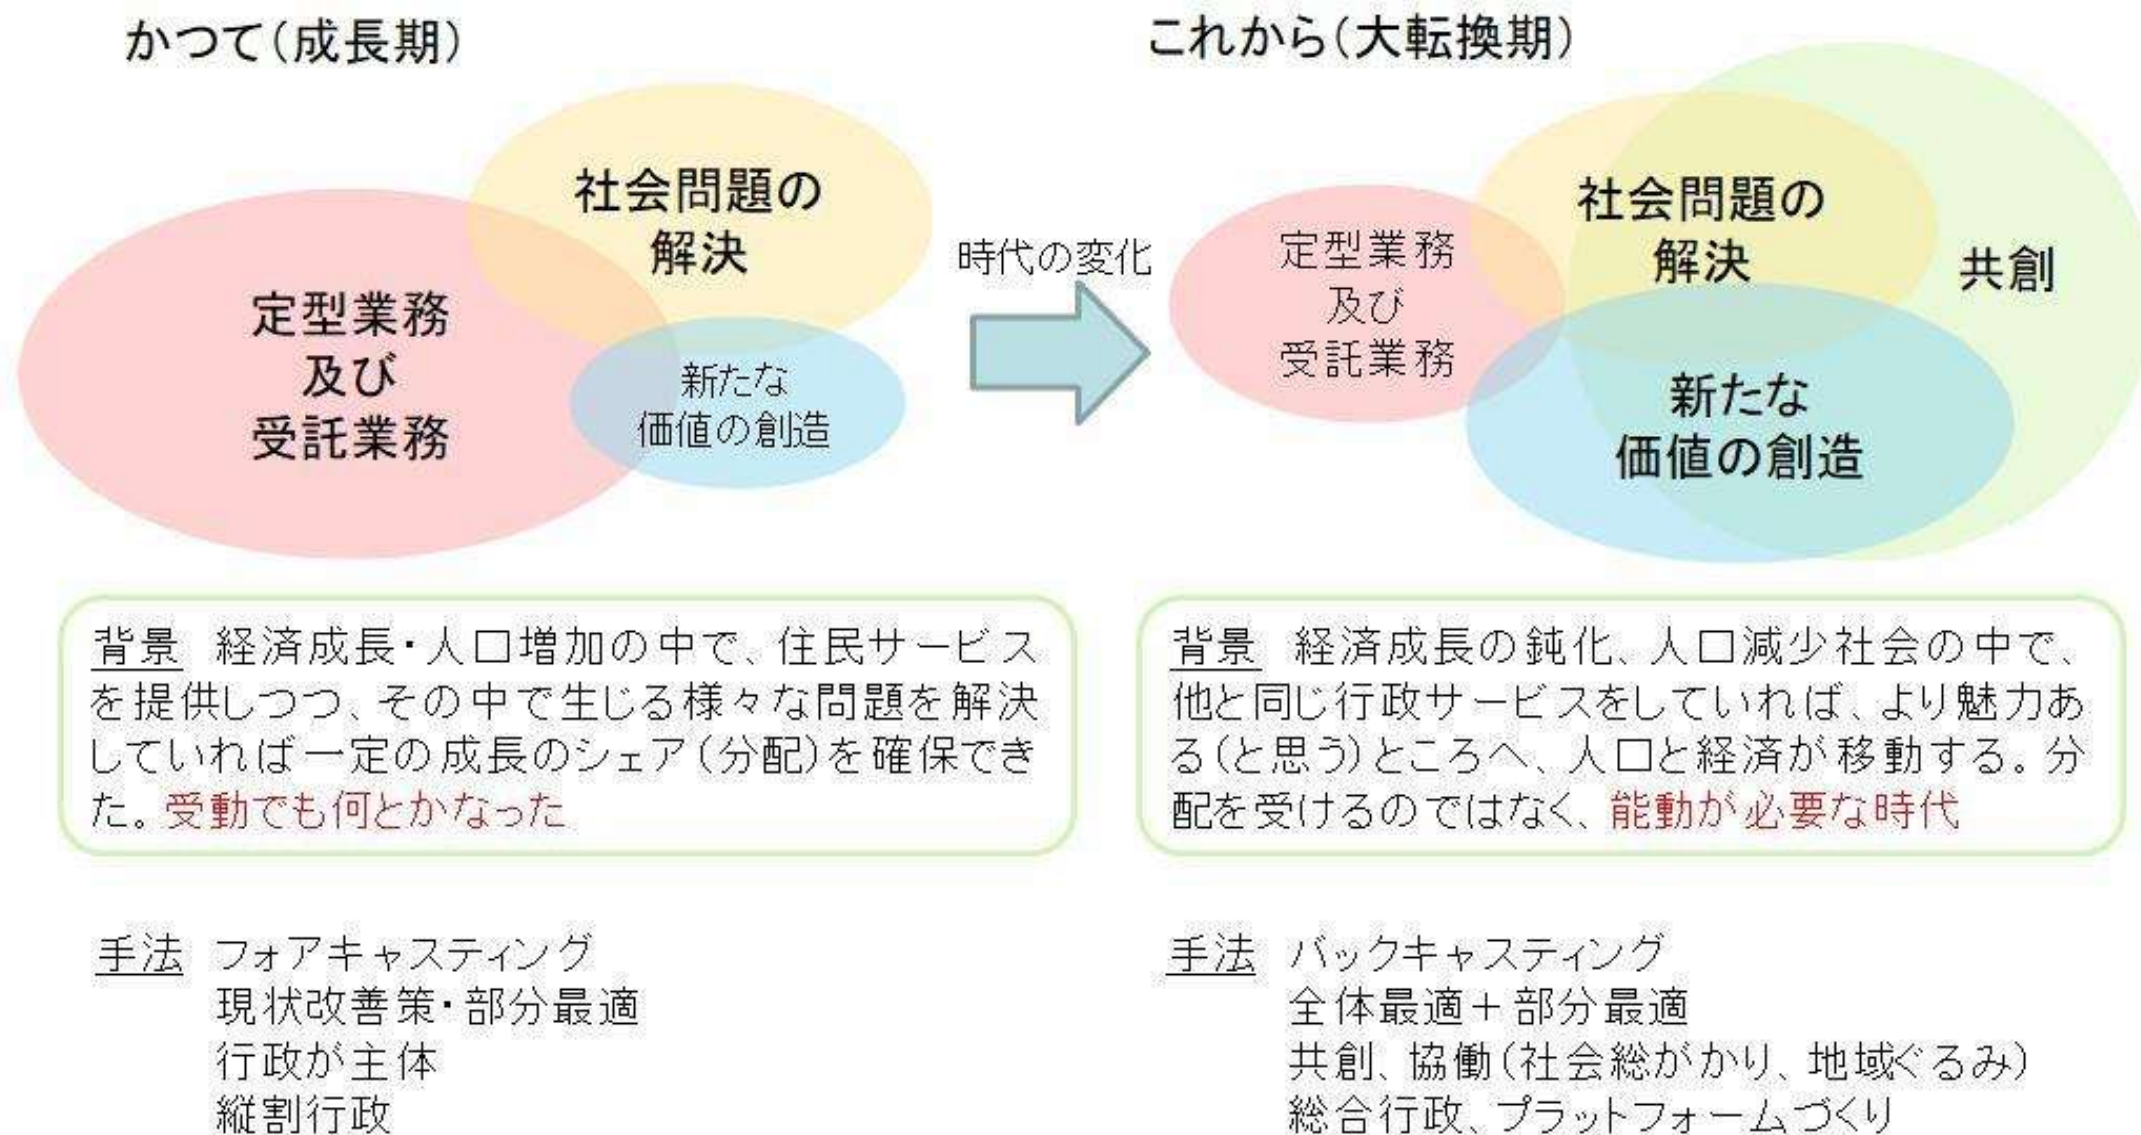 かつて(成長期)
社会問題の
解決
定型業務
及び
受託業務
新たな
価値の創造
時代の変化
これから(大転換期)
社会問題の
解決
共創
定型業務
及び
受託業務
新たな
価値の創造
背景 経済成長・人口増加の中で、住民サービス
を提供しつつ、その中で生じる様々な問題を解決
していれば一定の成長のシェア(分配)を確保でき
た。受動でも何とかなった
背景 経済成長の鈍化、人口減少社会の中で、
他と同じ行政サービスをしていれば、より魅力あ
る(と思う)ところへ、人口と経済が移動する。分
配を受けるのではなく、能動が必要な時代
手法 フォアキャスティング
現状改善策・部分最適
行政が主体
縦割行政
手法 バックキャスティング
全体最適+部分最適
共創、協働(社会総がかり、地域ぐるみ)
総合行政、プラットフォームづくり